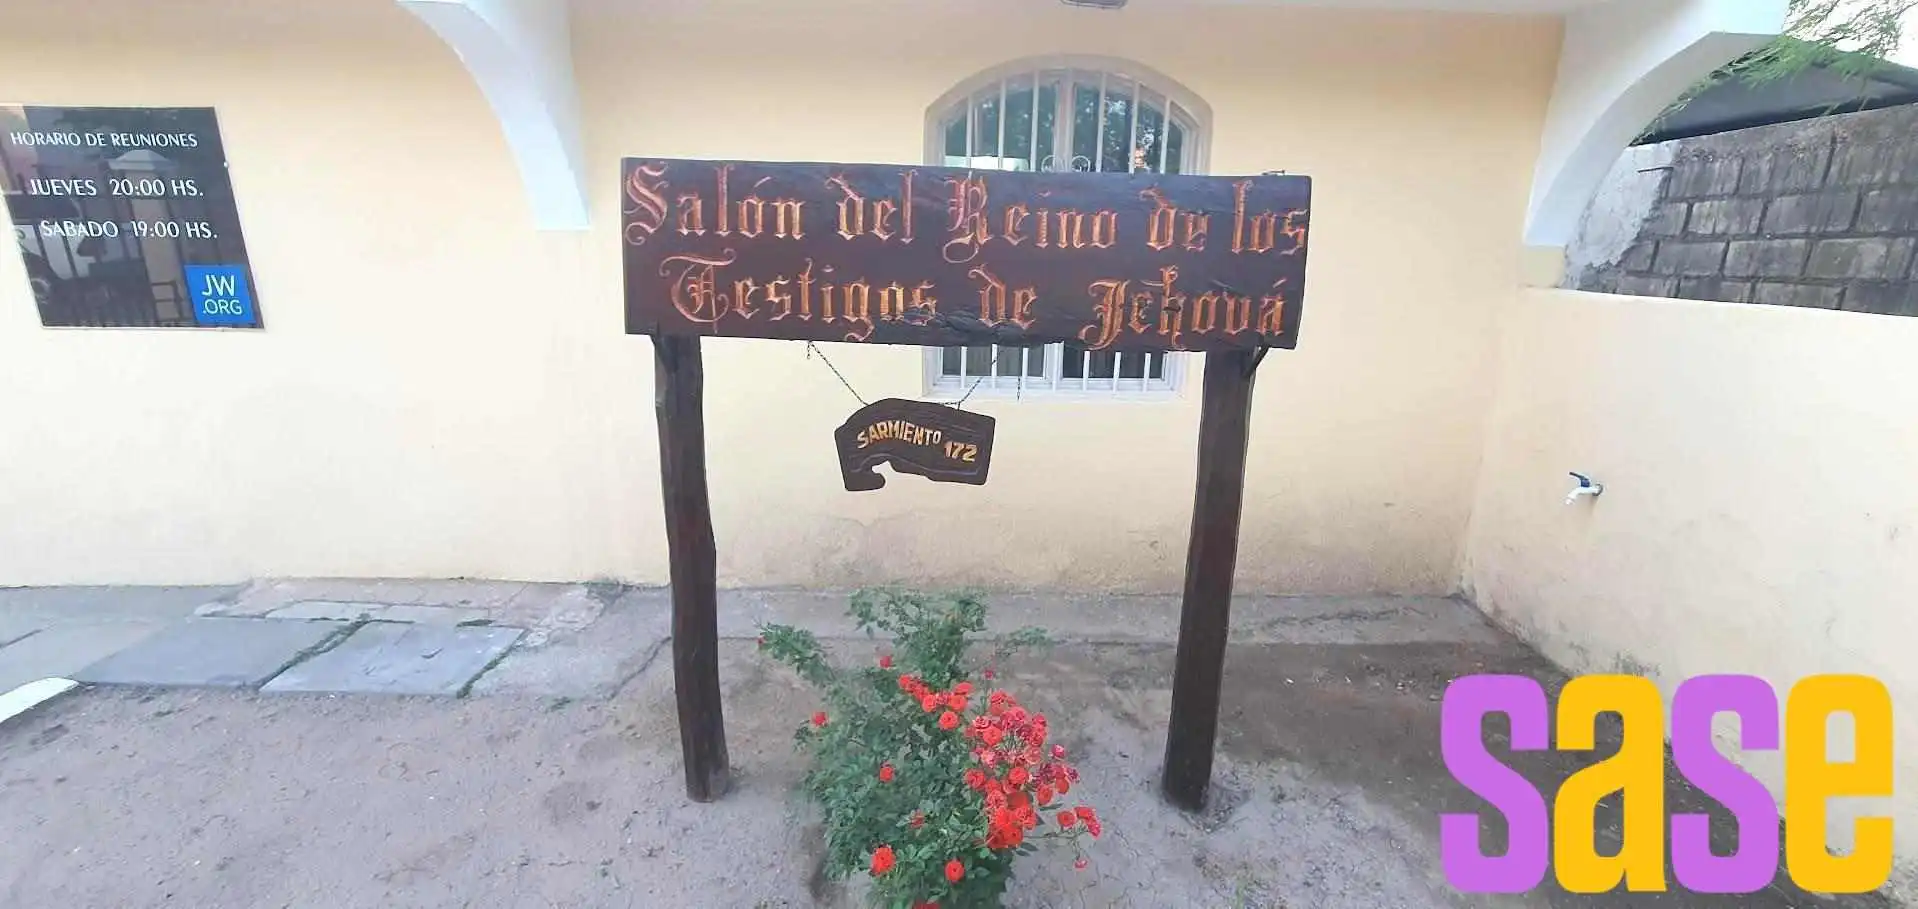 HORARIO DE REUNIONES
JUEVES 20:00 HS.
SABADO 19:00 HS.
JW
.ORG
Salón del Reino de los
Testigos de Jehová
SARMIENTO 172
sase